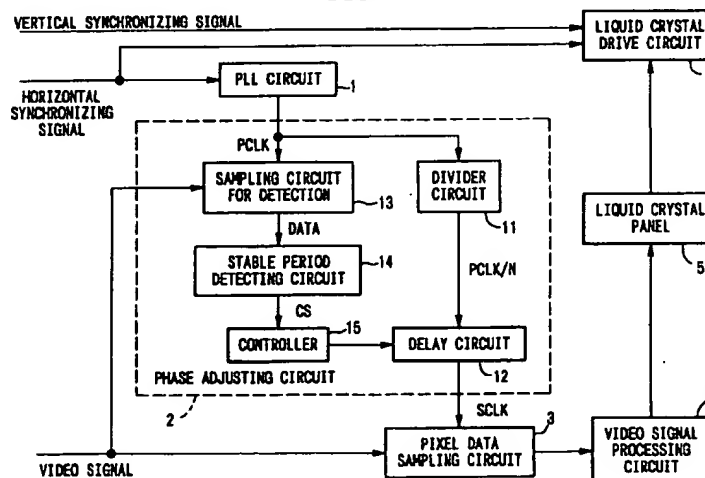 VERTICAL SYNCHRONIZING SIGNAL
LIQUID CRYSTAL
DRIVE CIRCUIT
PLL CIRCUIT
1
HORIZONTAL
SYNCHRONIZING
SIGNAL
PCLK
SAMPLING CIRCUIT
FOR DETECTION
13
DIVIDER
CIRCUIT
11
DATA
LIQUID CRYSTAL
PANEL
5
STABLE PERIOD
DETECTING CIRCUIT
14
PCLK/N
CS
15
CONTROLLER
DELAY CIRCUIT
12
PHASE ADJUSTING CIRCUIT
2
SCLK
3
PIXEL DATA
SAMPLING CIRCUIT
VIDEO SIGNAL
PROCESSING
CIRCUIT
VIDEO SIGNAL